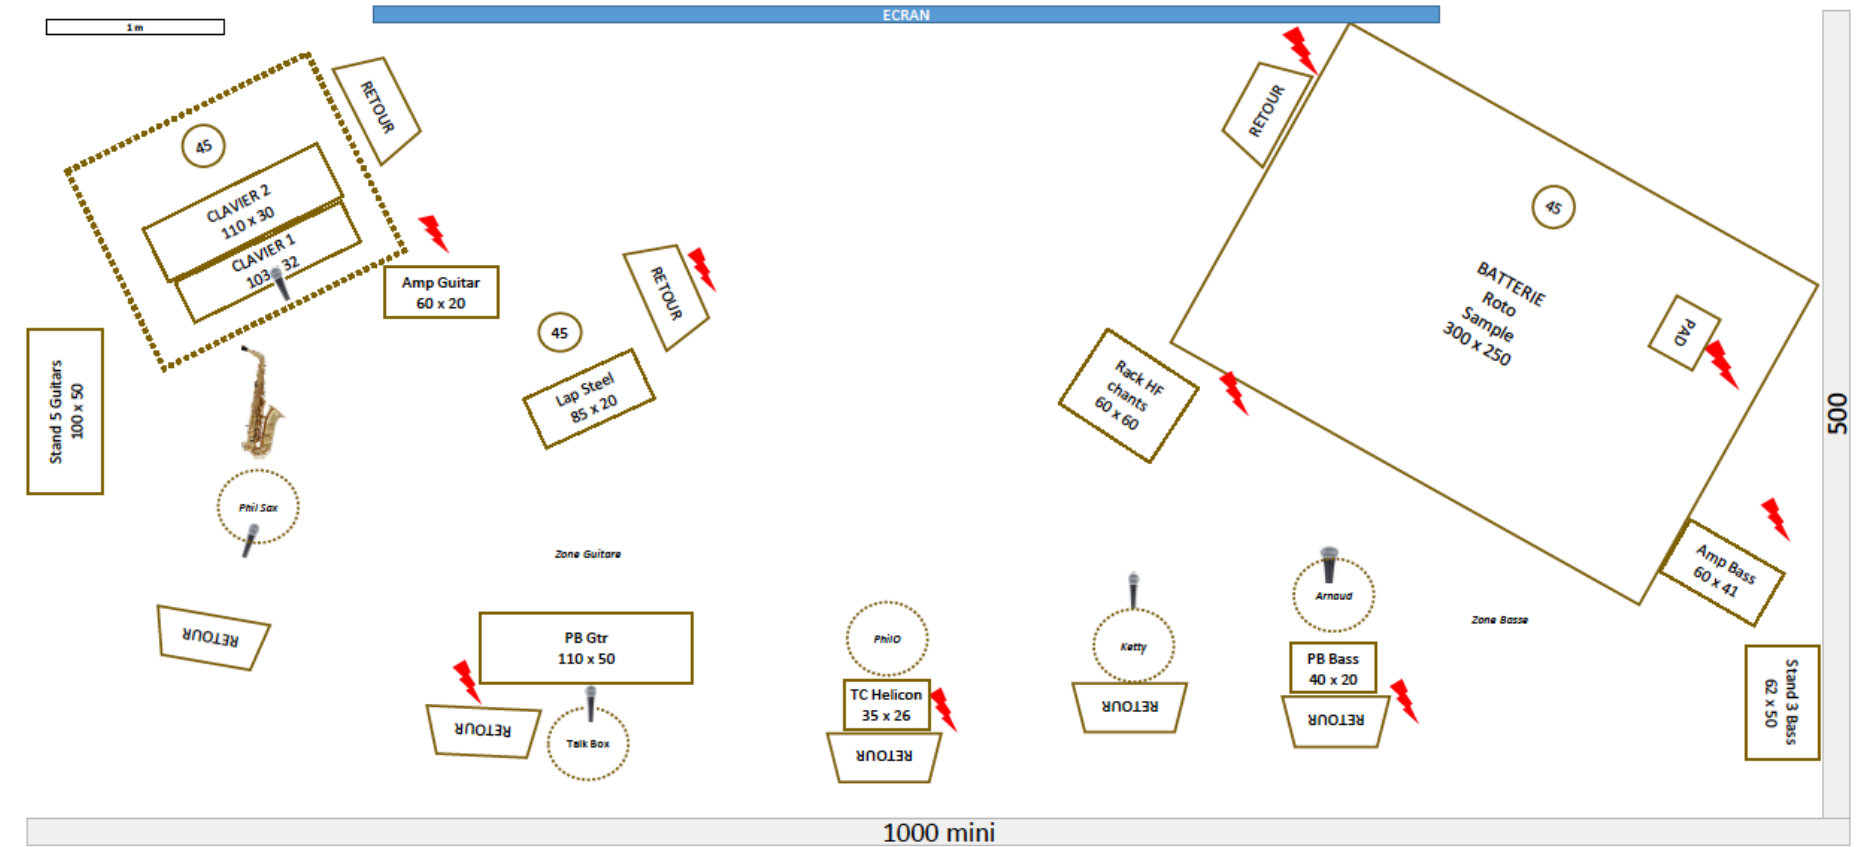 ECRAN
1 m
RETOUR
45
CLAVIER 2
110 x 30
CLAVIER 1
103 32
Amp Guitar
60 x 20
RETOUR
45
Lap Steel
85 x 20
Stand 5 Guitars
100 x 50
Phil Sax
RETOUR
Zone Guitare
PB Gtr
110 x 50
RETOUR
Talk Box
PhilO
TC Helicon
35 x 26
RETOUR
Ketty
RETOUR
Arnaud
PB Bass
40 x 20
RETOUR
Zone Basse
RETOUR
45
BATTERIE
Roto
Sample
300 x 250
PAD
Rack HF
chants
60 x 60
Amp Bass
60 x 41
Stand 3 Bass
62 x 50
500
1000 mini